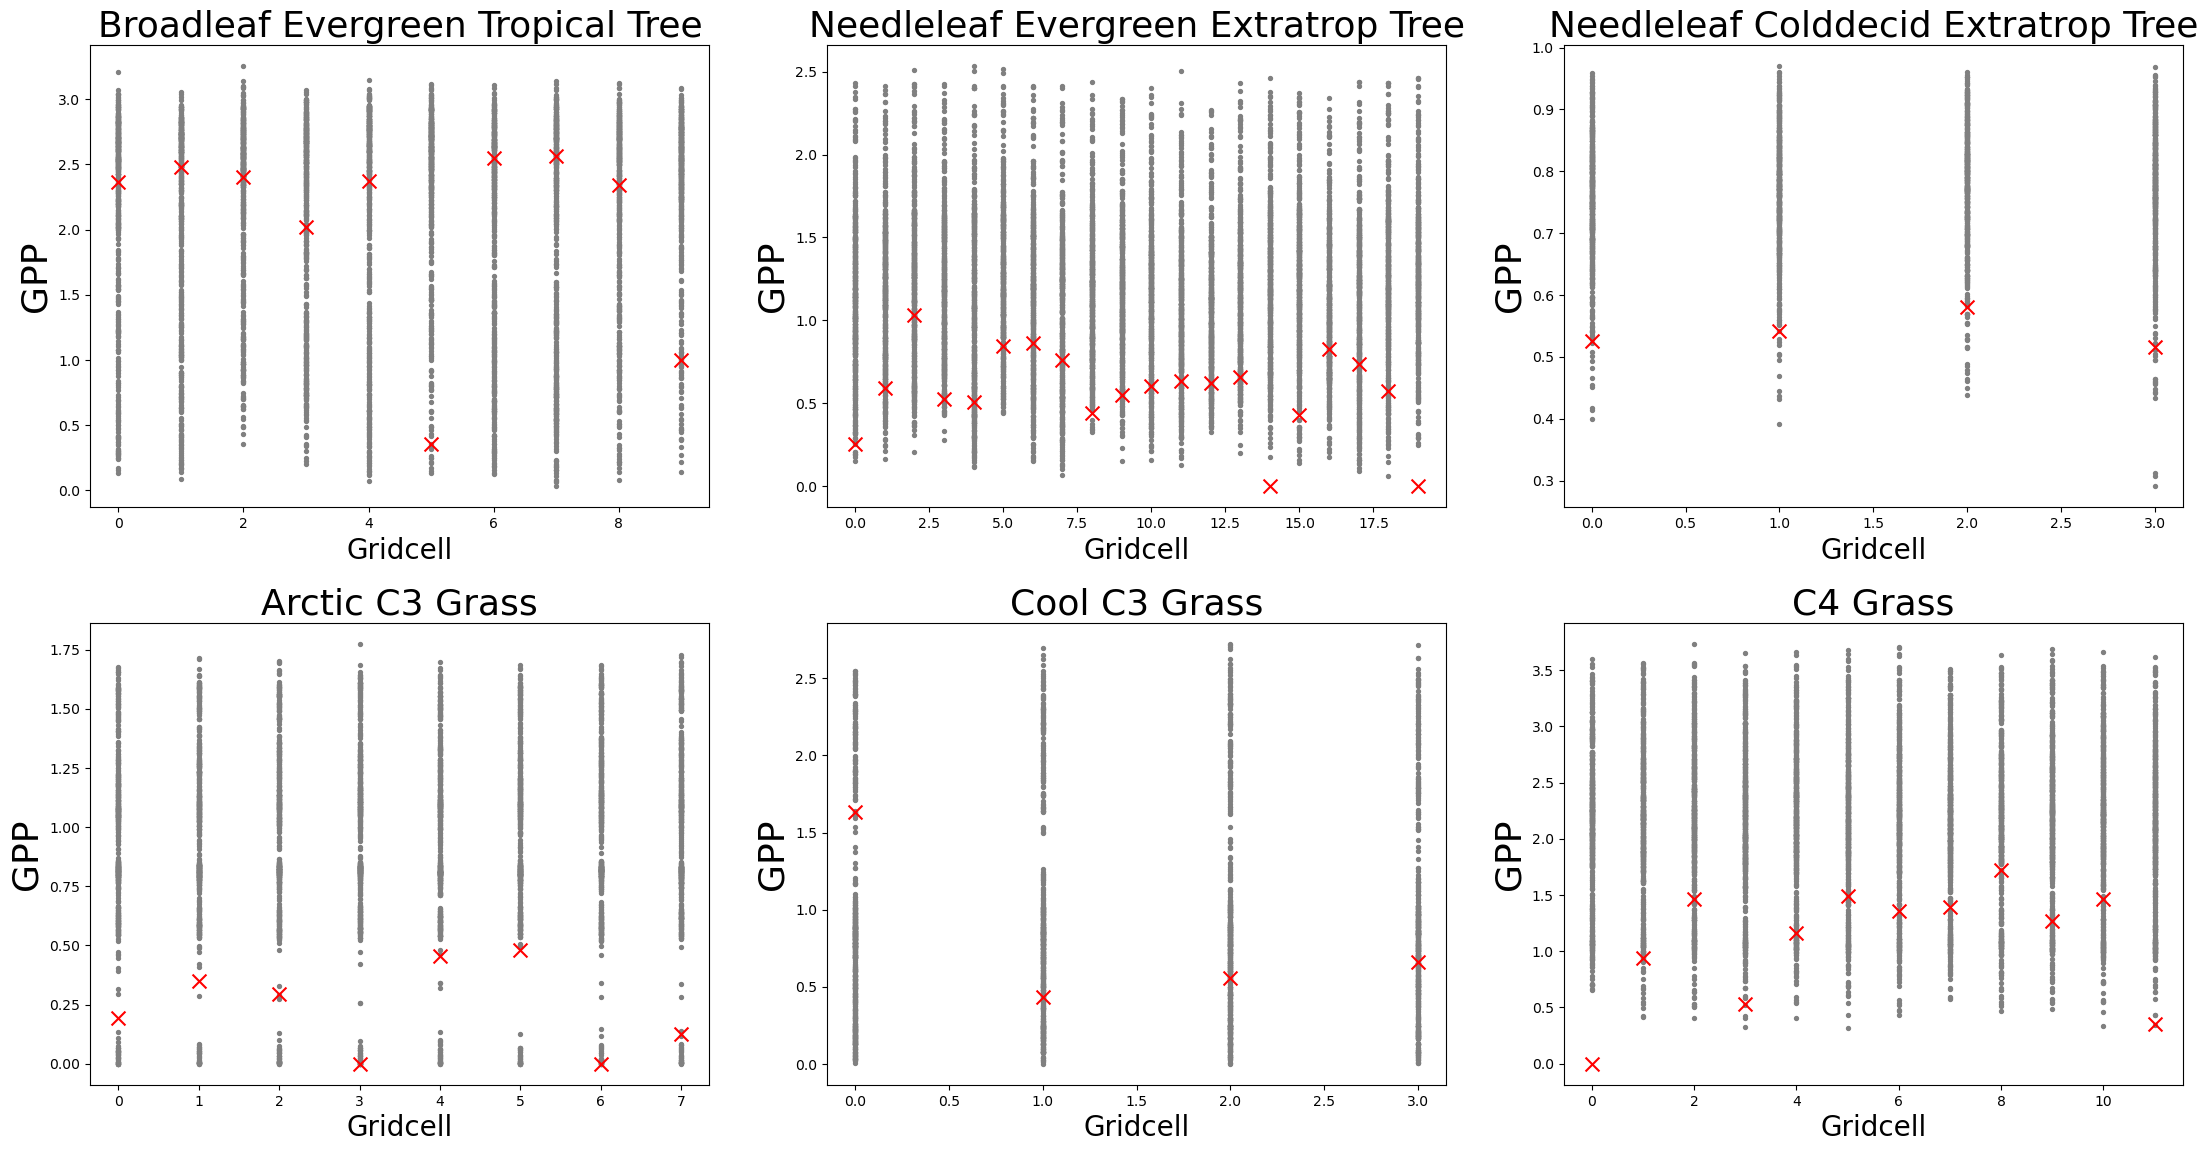 Broadleaf Evergreen Tropical Tree
GPP
3.0
2.5
2.0
1.5
1.0
0.5
0.0
0 2 4 6 8
Gridcell
Needleleaf Evergreen Extratrop Tree
GPP
2.5
2.0
1.5
1.0
0.5
0.0
0.0 2.5 5.0 7.5 10.0 12.5 15.0 17.5
Gridcell
Needleleaf Colddecid Extratrop Tree
GPP
1.0
0.9
0.8
0.7
0.6
0.5
0.4
0.3
0.0 0.5 1.0 1.5 2.0 2.5 3.0
Gridcell
Arctic C3 Grass
GPP
1.75
1.50
1.25
1.00
0.75
0.50
0.25
0.00
0 1 2 3 4 5 6 7
Gridcell
Cool C3 Grass
GPP
2.5
2.0
1.5
1.0
0.5
0.0
0.0 0.5 1.0 1.5 2.0 2.5 3.0
Gridcell
C4 Grass
GPP
3.5
3.0
2.5
2.0
1.5
1.0
0.5
0.0
0 2 4 6 8 10
Gridcell